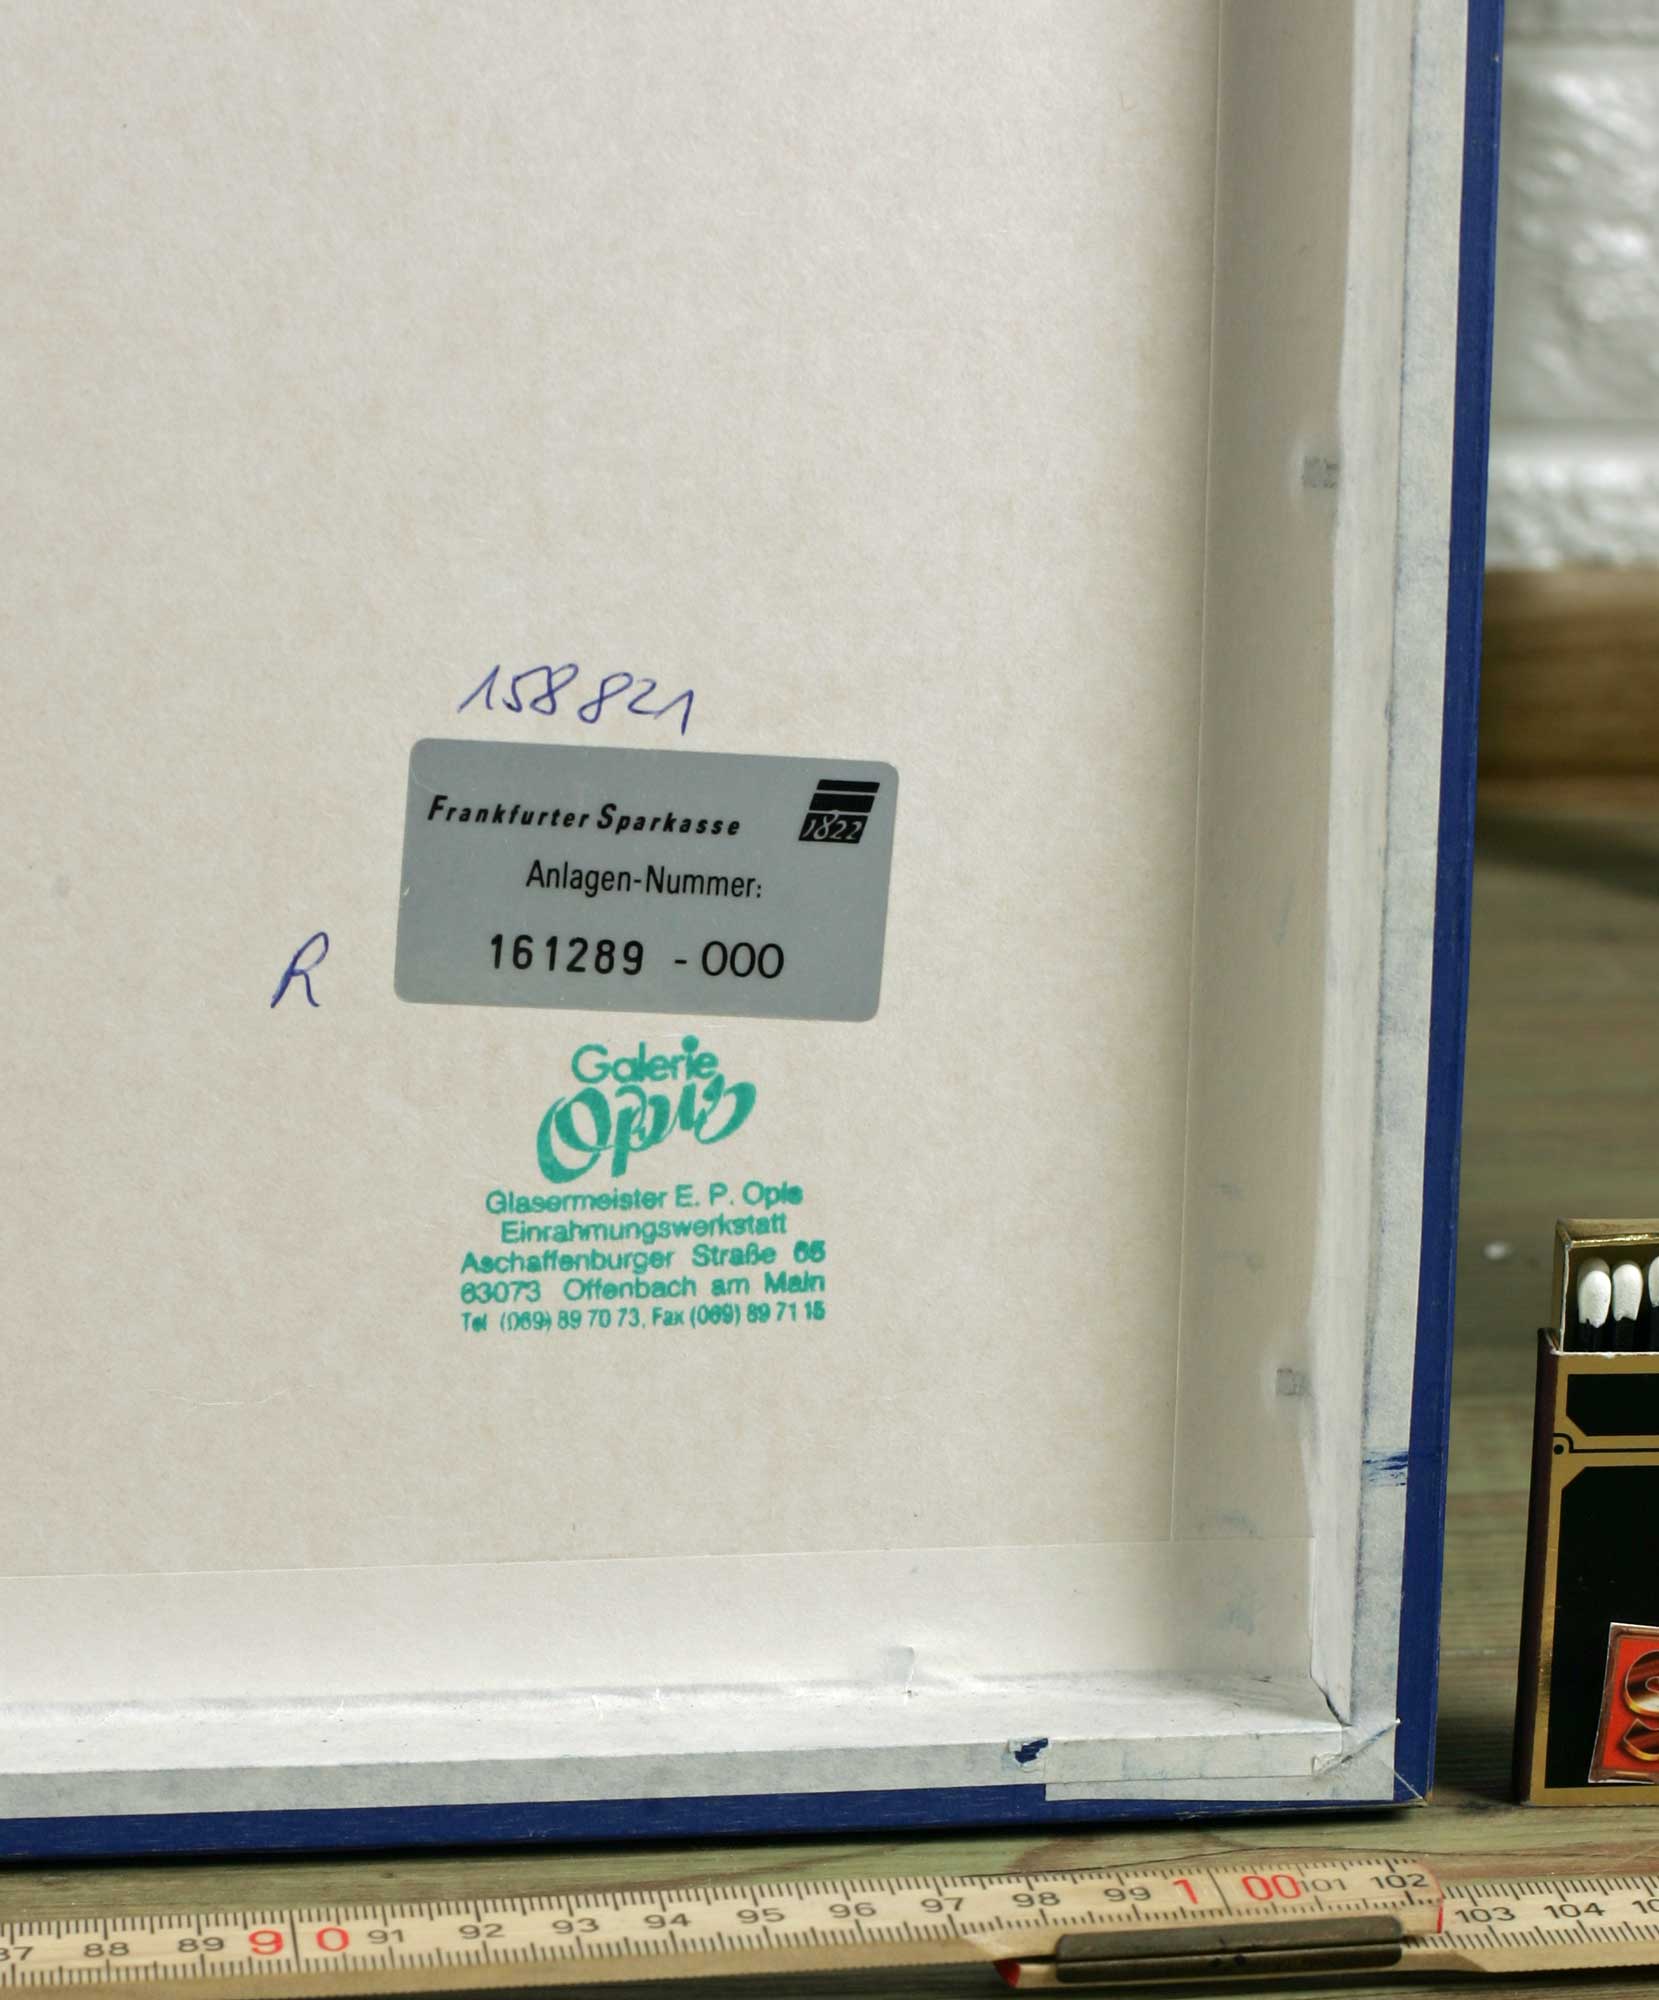 158821
Frankfurter Sparkasse
1822
Anlagen-Nummer:
161289 - 000
R
Galerie
Opis
Glasermeister E. P. Opis
Einrahmungswerkstatt
Aschaffenburger Straße 65
63073 Offenbach am Main
Tel (069) 89 70 73, Fax (069) 89 71 15
88 89 90 91 92 93 94 95 96 97 98 99 100 101 102 103 104